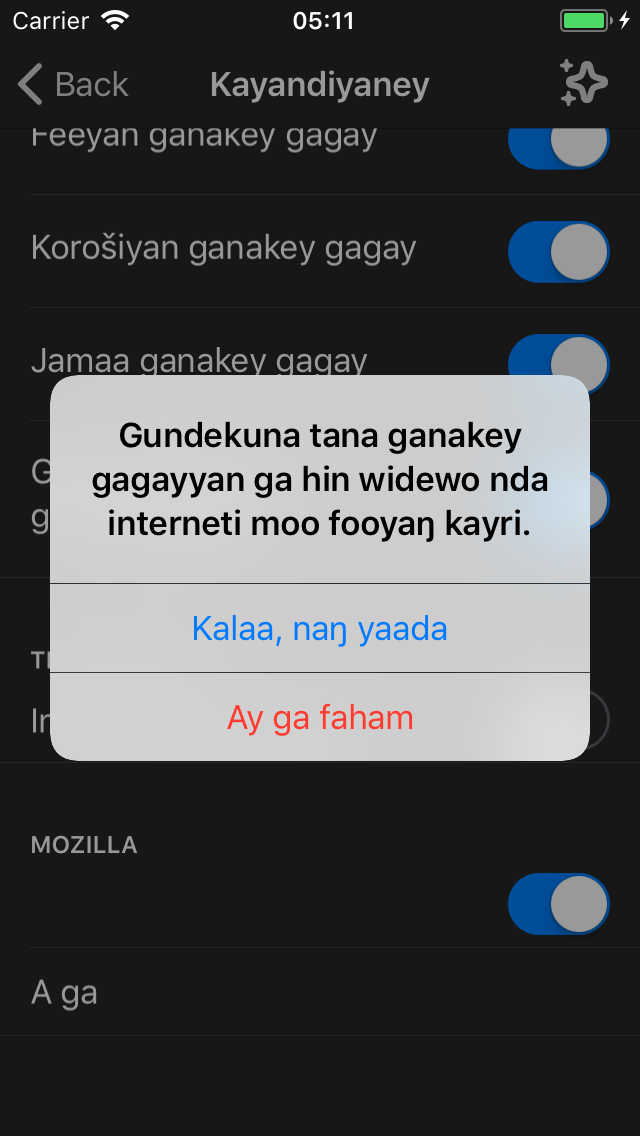 Carrier 05:11
Back Kayandiyaney
Feeyan ganakey gagay
Korošiyan ganakey gagay
Jamaa ganakey gagay
Gundekuna tana ganakey
gagayyan ga hin widewo nda
interneti moo fooyaŋ kayri.
Kalaa, naŋ yaada
Ay ga faham
MOZILLA
A ga